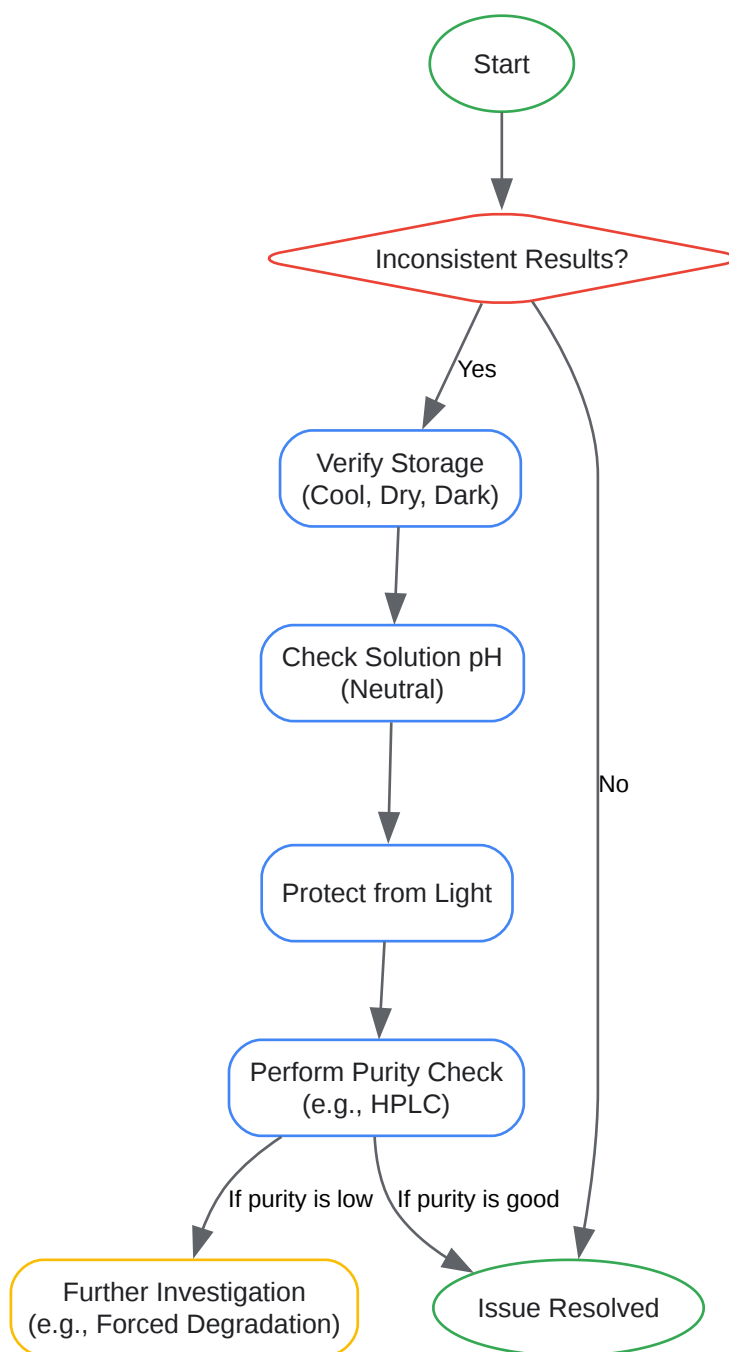 Start
Inconsistent Results?
Yes
Verify Storage
(Cool, Dry, Dark)
Check Solution pH
(Neutral)
No
Protect from Light
Perform Purity Check
(e.g., HPLC)
If purity is low
If purity is good
Further Investigation
(e.g., Forced Degradation)
Issue Resolved